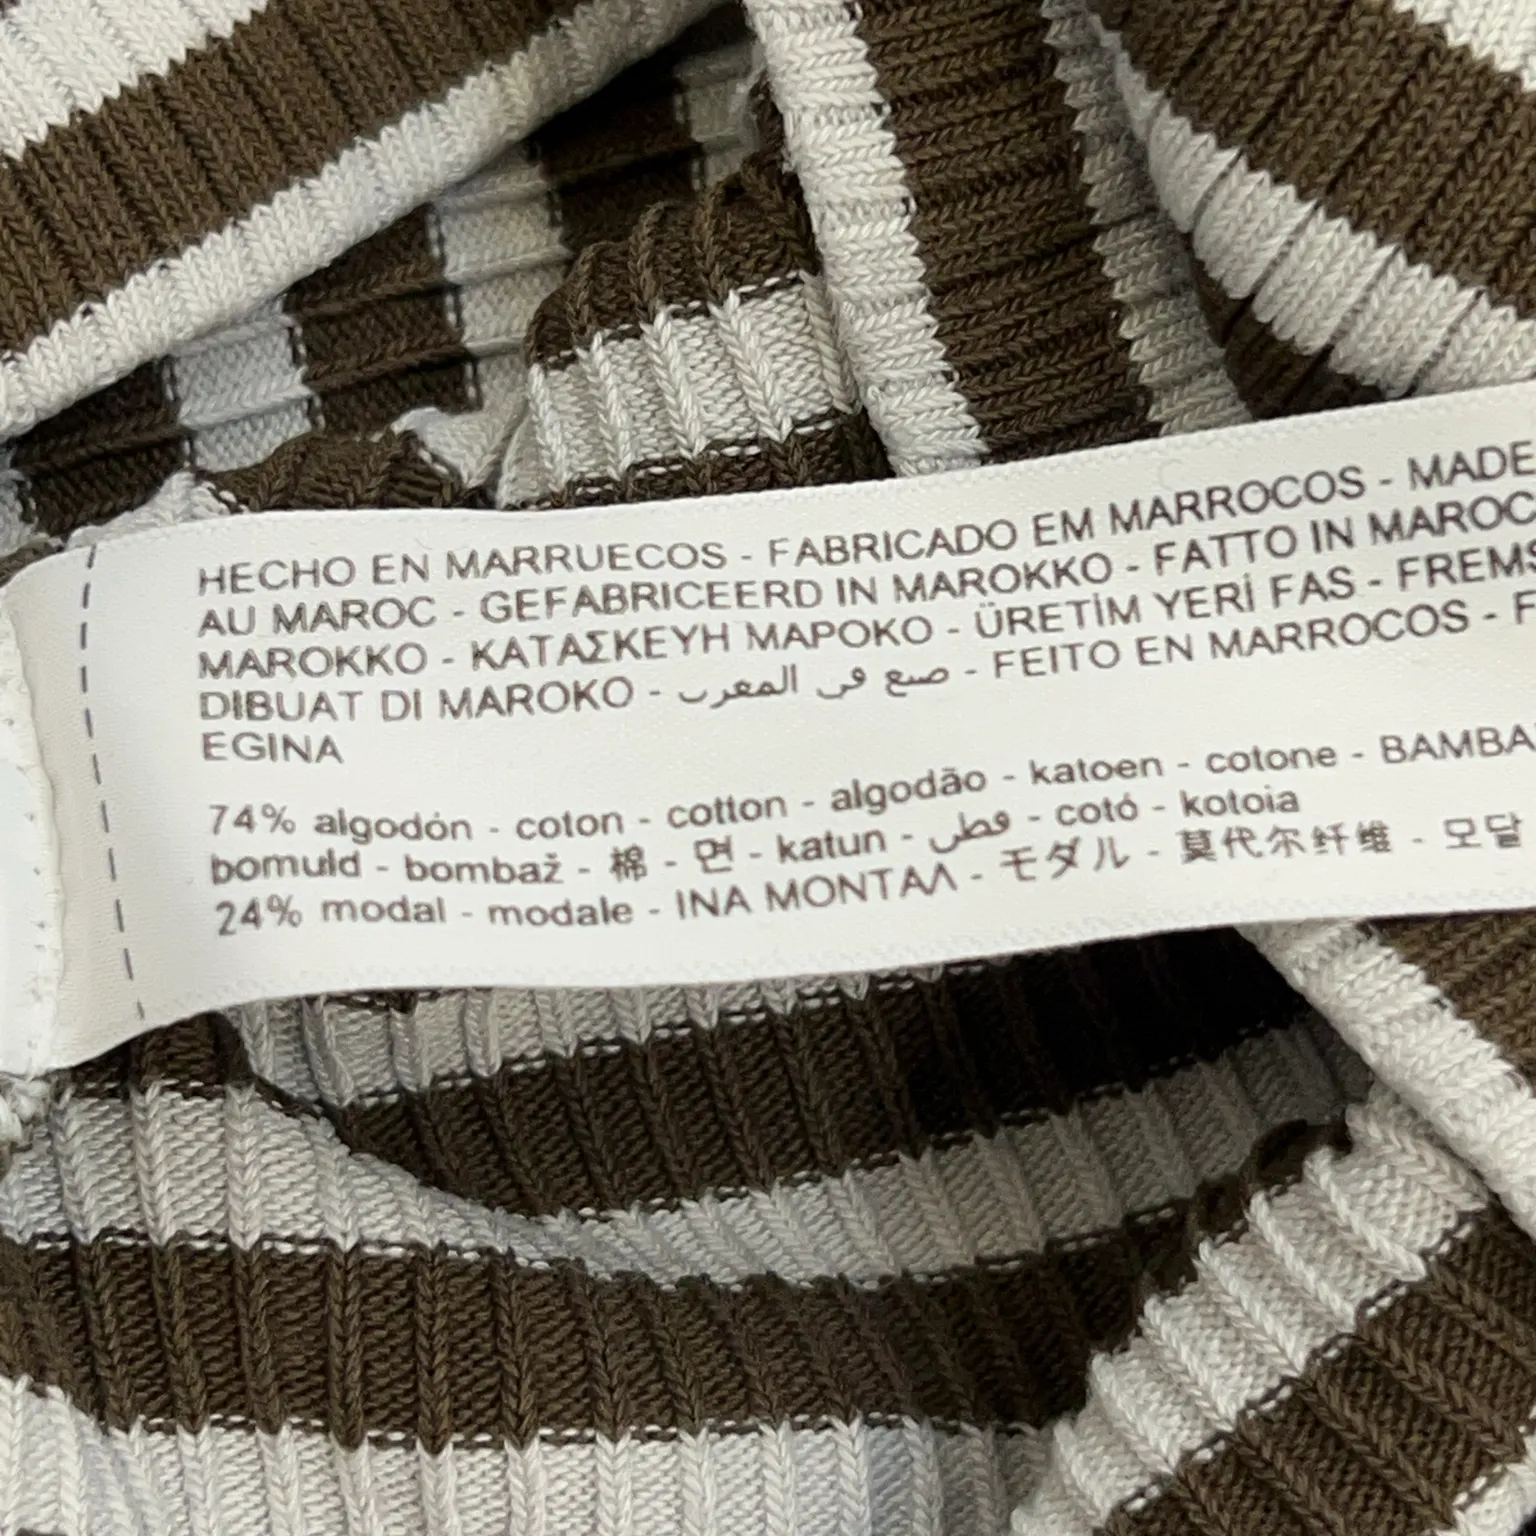 HECHO EN MARRUECOS - FABRICADO EM MARROCOS - MADE
AU MAROC - GEFABRICEERD IN MAROKKO - FATTO IN MAROC
MAROKKO - ΚΑΤΑΣΚΕΥΗ ΜΑΡΟΚΟ - ÜRETİM YERİ FAS - FREMS
DIBUAT DI MAROKO - صنع في المغرب - FEITO EN MARROCOS - F
EGINA
74% algodón - coton - cotton - algodão - katoen - cotone - ΒΑΜΒΑ
bomuld - bombaž - 棉 - 면 - katun - قطن - cotó - kotoia
24% modal - modale - ΙΝΑ ΜΟΝΤΑΛ - モダル - 莫代尔纤维 - 모달